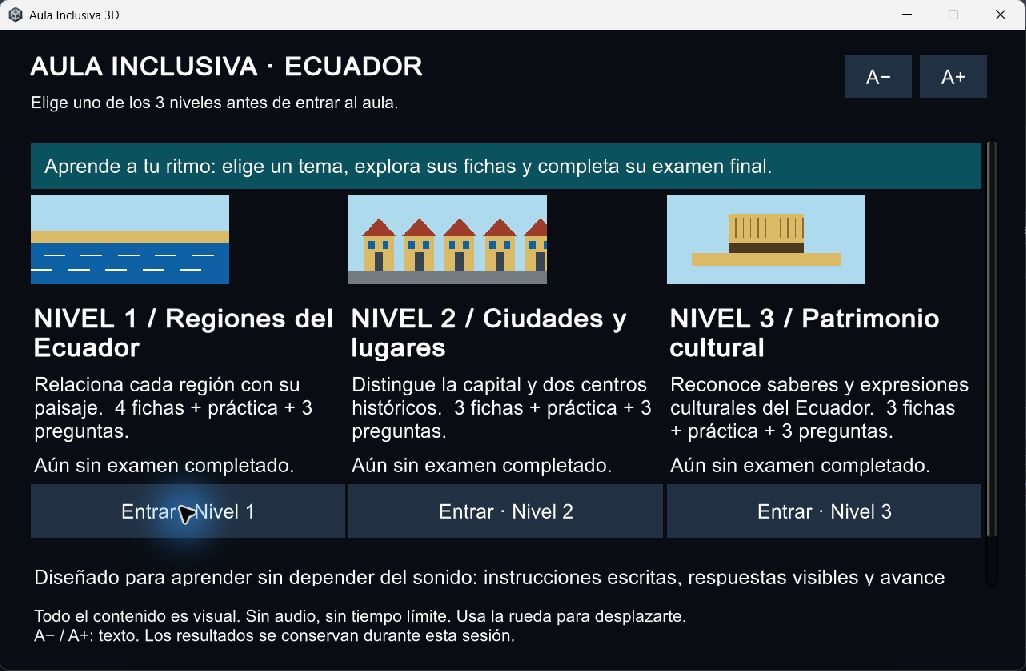 Aula Inclusiva 3D
AULA INCLUSIVA · ECUADOR
A−
A+
Elige uno de los 3 niveles antes de entrar al aula.
Aprende a tu ritmo: elige un tema, explora sus fichas y completa su examen final.
NIVEL 1 / Regiones del
Ecuador
Relaciona cada región con su
paisaje.  4 fichas + práctica + 3
preguntas.
Aún sin examen completado.
Entrar · Nivel 1
NIVEL 2 / Ciudades y
lugares
Distingue la capital y dos centros
históricos.  3 fichas + práctica + 3
preguntas.
Aún sin examen completado.
Entrar · Nivel 2
NIVEL 3 / Patrimonio
cultural
Reconoce saberes y expresiones
culturales del Ecuador.  3 fichas
+ práctica + 3 preguntas.
Aún sin examen completado.
Entrar · Nivel 3
Diseñado para aprender sin depender del sonido: instrucciones escritas, respuestas visibles y avance
Todo el contenido es visual. Sin audio, sin tiempo límite. Usa la rueda para desplazarte.
A− / A+: texto. Los resultados se conservan durante esta sesión.